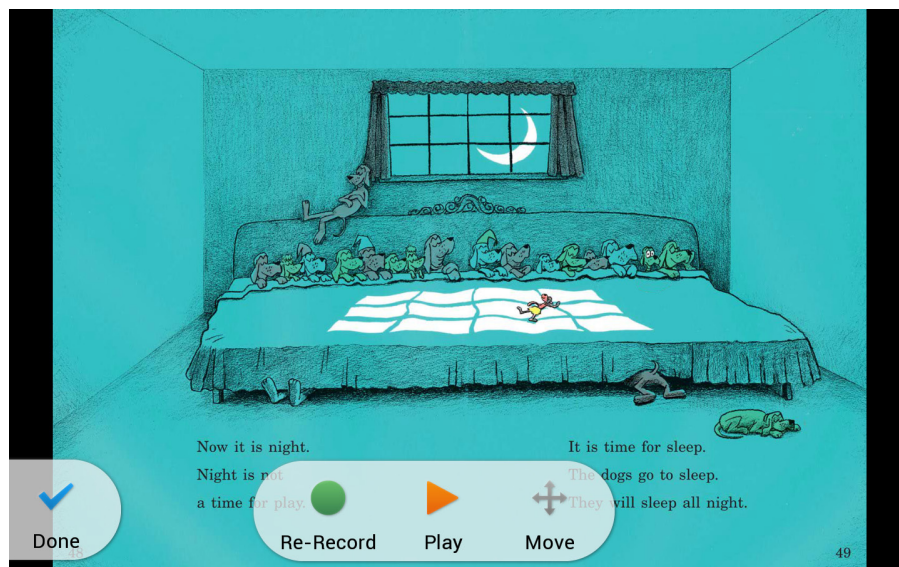 Now it is night.
Night is not
a time for play.
It is time for sleep.
The dogs go to sleep.
They will sleep all night.
Done
Re-Record
Play
Move
48
49